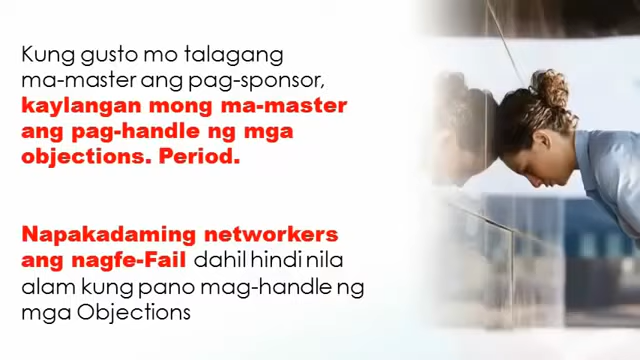 Kung gusto mo talagang
ma-master ang pag-sponsor,
kaylangan mong ma-master
ang pag-handle ng mga
objections. Period.
Napakadaming networkers
ang nagfe-Fail dahil hindi nila
alam kung pano mag-handle ng
mga Objections